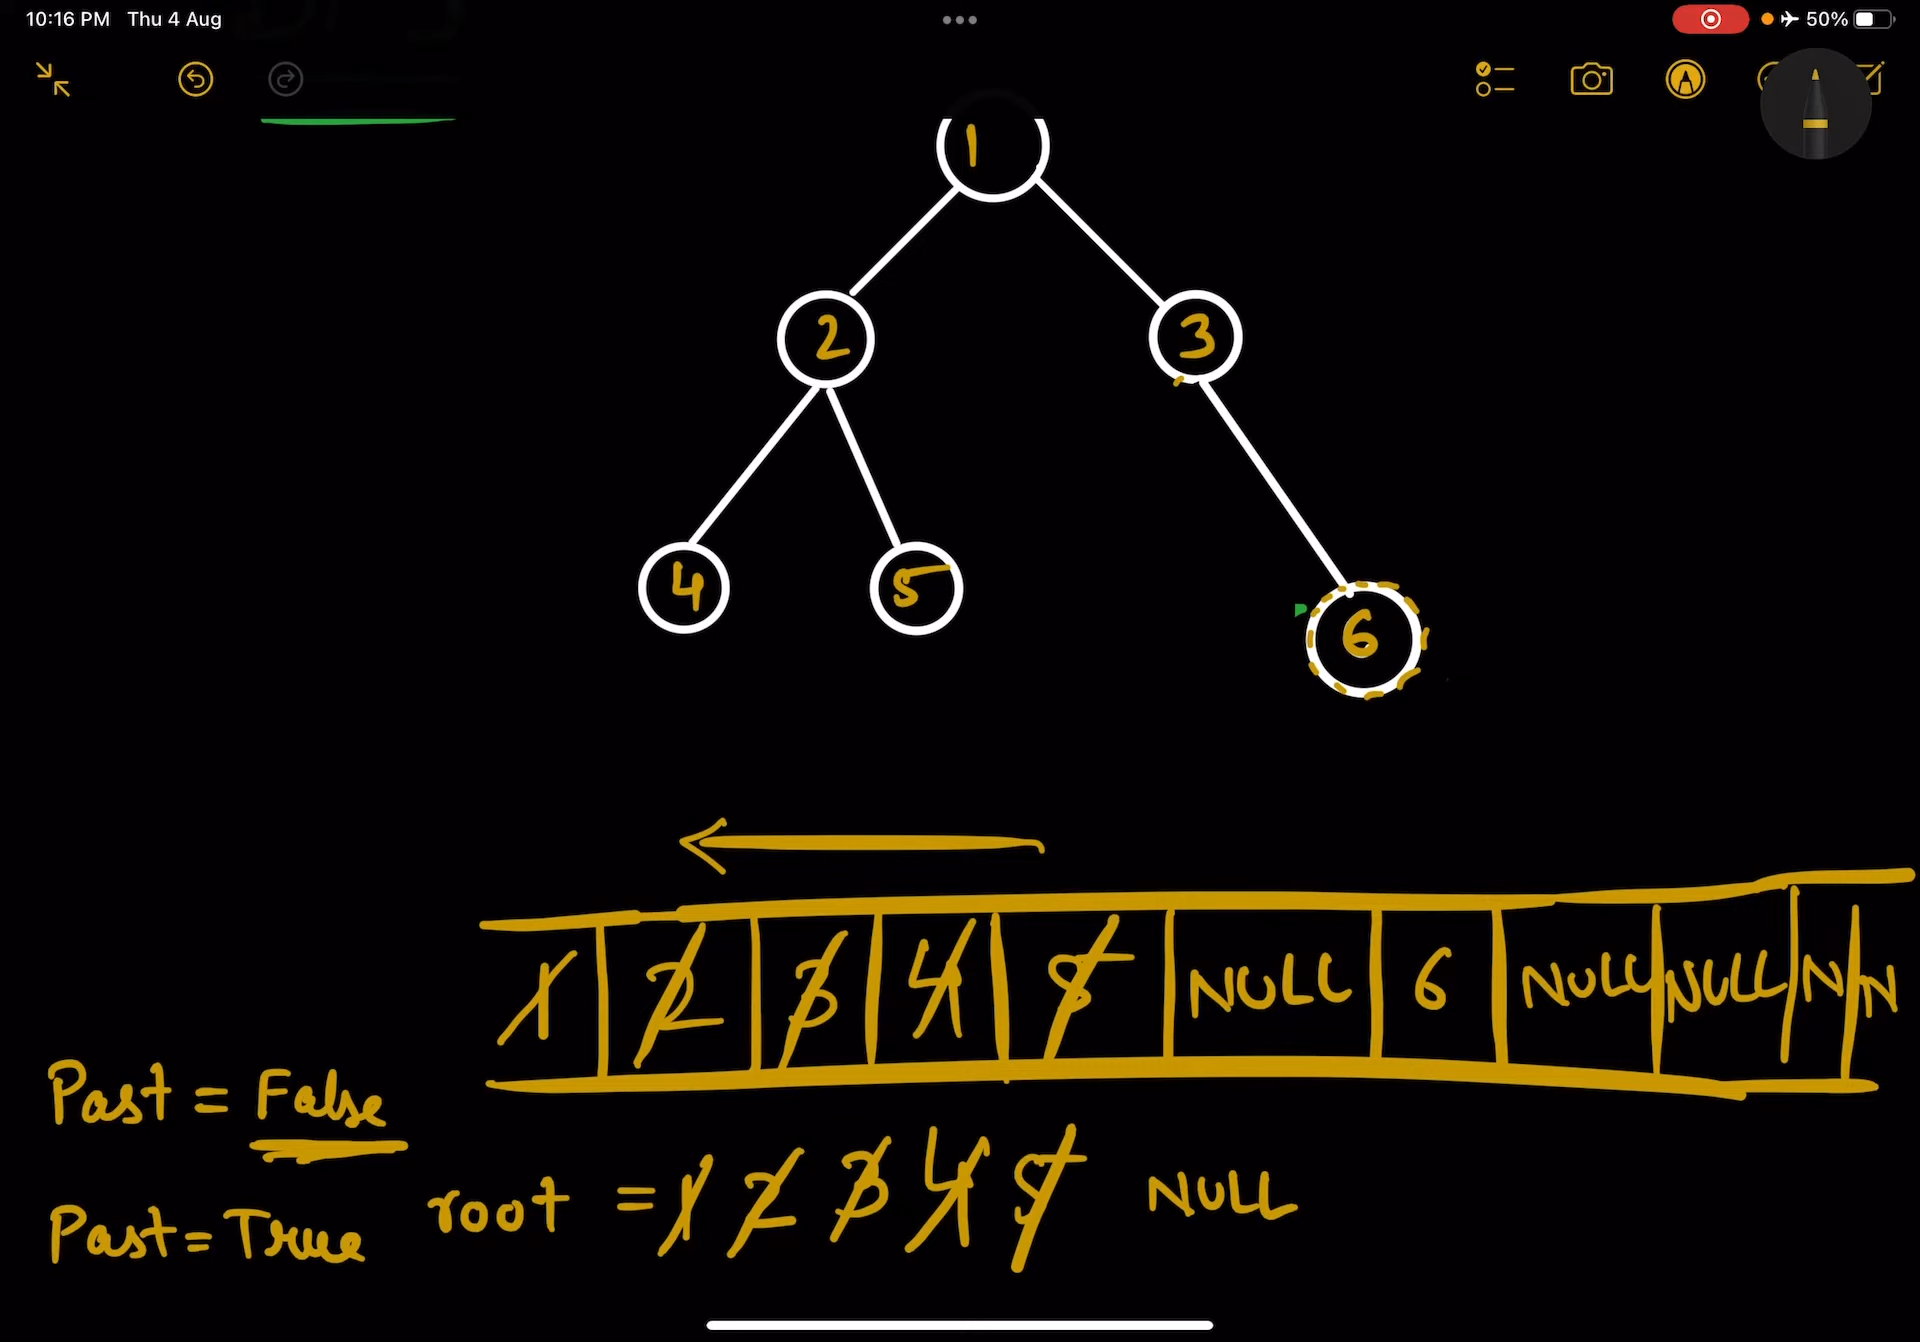 10:16 PM Thu 4 Aug
50%
1
2 3
4 5
6
1 2 3 4 5 NULL 6 NULL NULL N N
Past = False
Past = True
root = 1 2 3 4 5 NULL